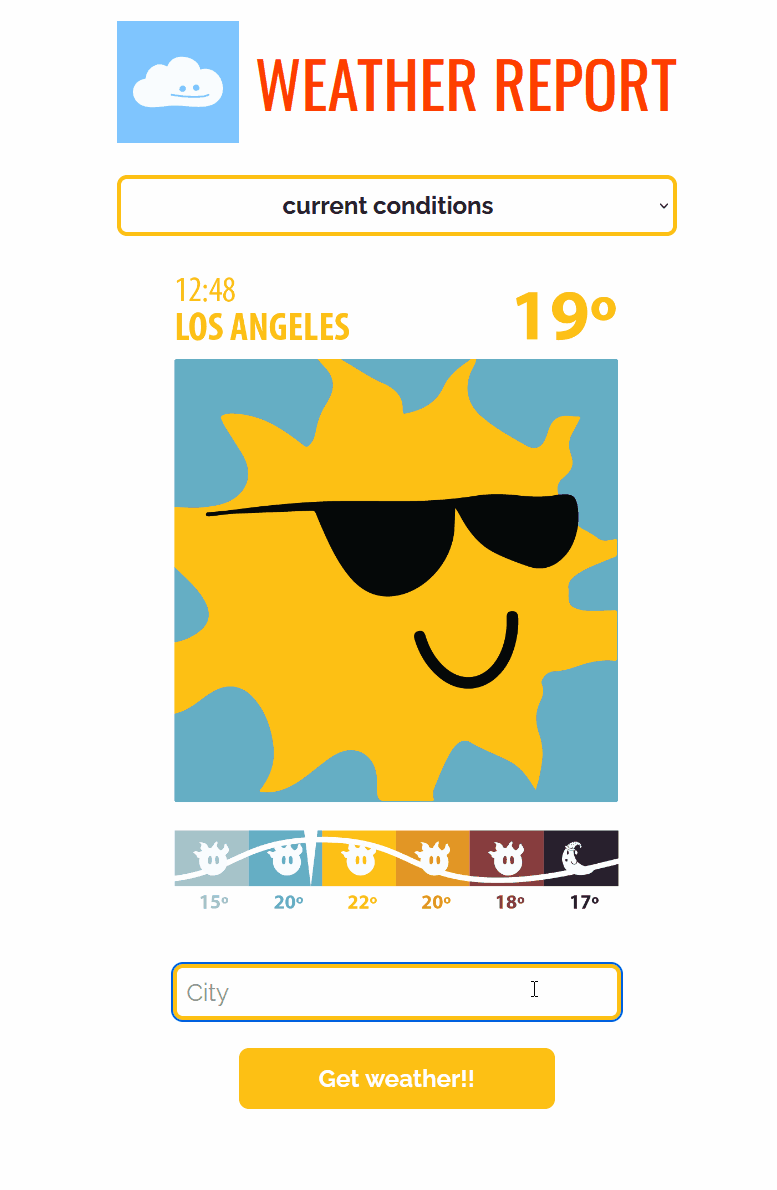 WEATHER REPORT
current conditions
12:48
LOS ANGELES
19º
15º 20º 22º 20º 18º 17º
City
Get weather!!